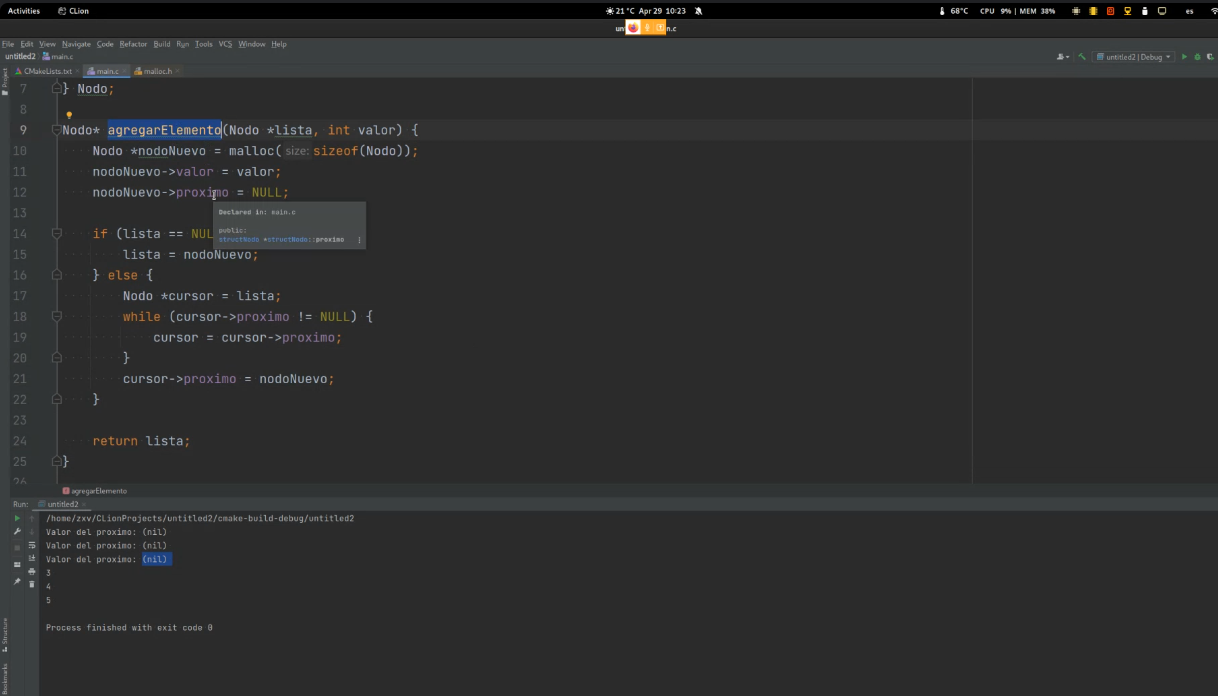 Activities CLion 21 °C Apr 29 10:23 68°C CPU 9% | MEM 38% es
File Edit View Navigate Code Refactor Build Run Tools VCS Window Help
untitled2 main.c untitled2 | Debug
CMakeLists.txt main.c malloc.h
Project
7 } Nodo;
8
9 Nodo* agregarElemento(Nodo *lista, int valor) {
10 Nodo *nodoNuevo = malloc( size: sizeof(Nodo));
11 nodoNuevo->valor = valor;
12 nodoNuevo->proximo = NULL;
13 Declared in: main.c
public:
14 if (lista == NUL
structNodo *structNodo::proximo
15 lista = nodoNuevo;
16 } else {
17 Nodo *cursor = lista;
18 while (cursor->proximo != NULL) {
19 cursor = cursor->proximo;
20 }
21 cursor->proximo = nodoNuevo;
22 }
23
24 return lista;
25 }
26
agregarElemento
Run: untitled2
/home/zxv/CLionProjects/untitled2/cmake-build-debug/untitled2
Valor del proximo: (nil)
Valor del proximo: (nil)
Valor del proximo: (nil)
3
4
5
Process finished with exit code 0
Structure
Bookmarks